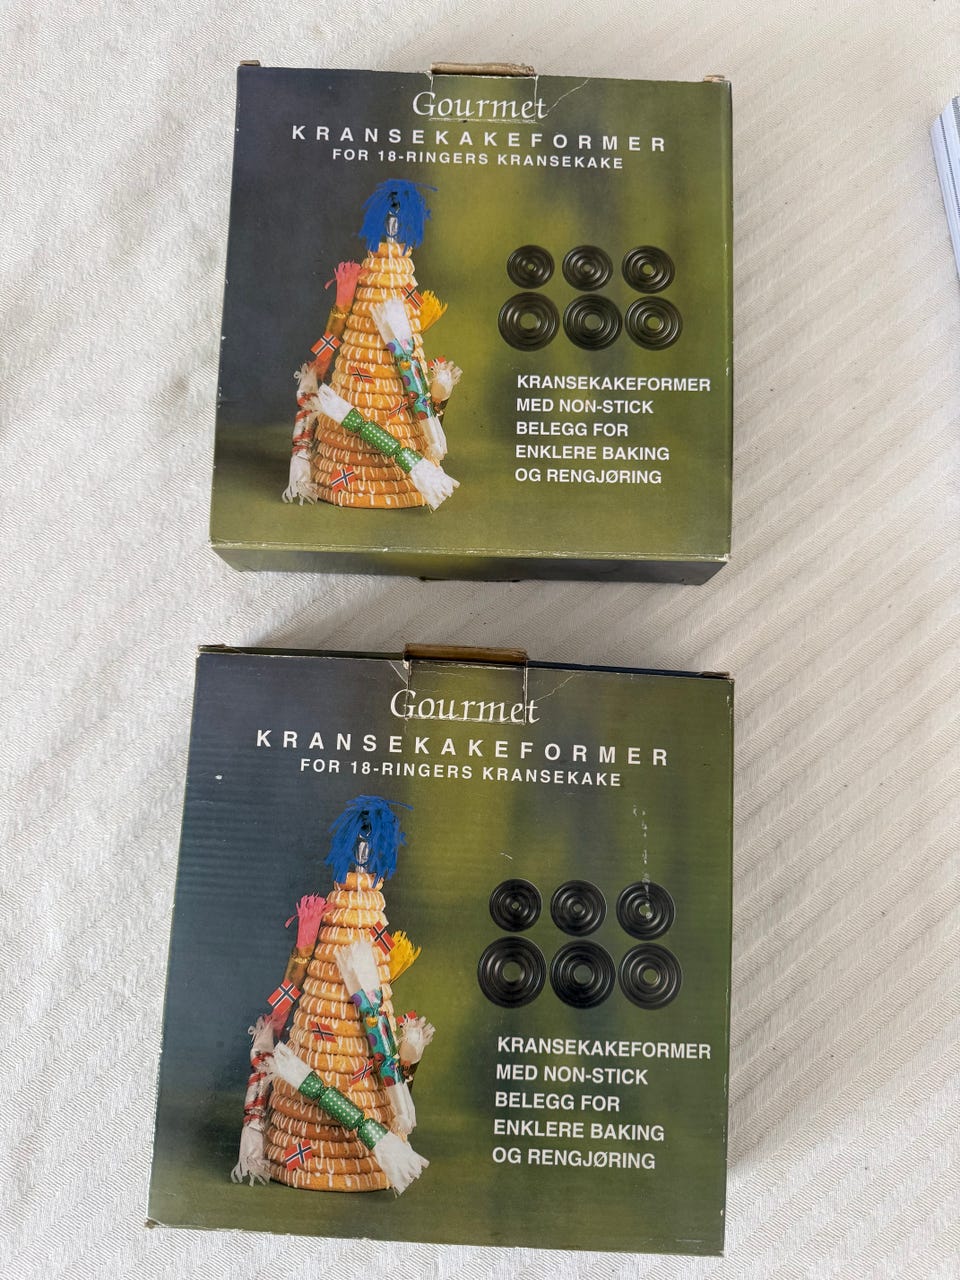 Gourmet
KRANSEKAKEFORMER
FOR 18-RINGERS KRANSEKAKE
KRANSEKAKEFORMER
MED NON-STICK
BELEGG FOR
ENKLERE BAKING
OG RENGJØRING
Gourmet
KRANSEKAKEFORMER
FOR 18-RINGERS KRANSEKAKE
KRANSEKAKEFORMER
MED NON-STICK
BELEGG FOR
ENKLERE BAKING
OG RENGJØRING